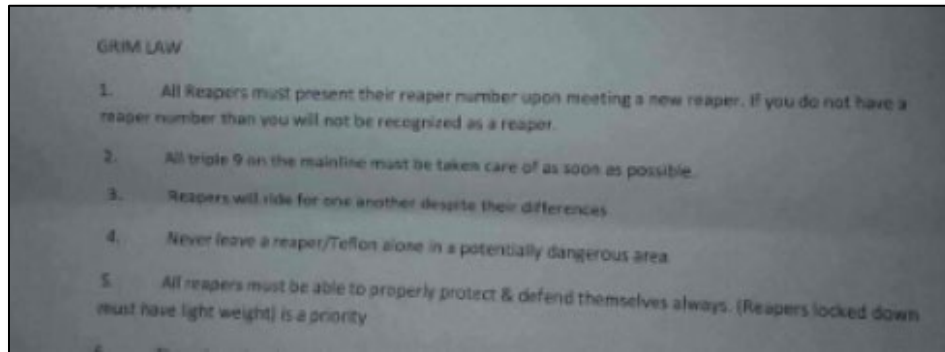 GRIM LAW
1. All Reapers must present their reaper number upon meeting a new reaper. If you do not have a
reaper number than you will not be recognized as a reaper.
2. All triple 9 on the mainline must be taken care of as soon as possible.
3. Reapers will ride for one another despite their differences
4. Never leave a reaper/Teflon alone in a potentially dangerous area.
5. All reapers must be able to properly protect & defend themselves always. (Reapers locked down
must have light weight) is a priority